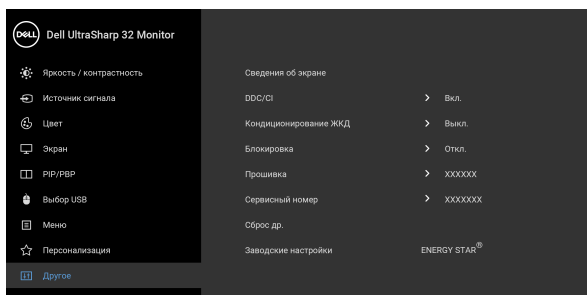 DELL Dell UltraSharp 32 Monitor
Яркость / контрастность
Источник сигнала
Цвет
Экран
PIP/PBP
Выбор USB
Меню
Персонализация
Другое
Сведения об экране
DDC/CI > Вкл.
Кондиционирование ЖКД > Выкл.
Блокировка > Откл.
Прошивка > XXXXXX
Сервисный номер > XXXXXXX
Сброс др.
Заводские настройки ENERGY STAR®